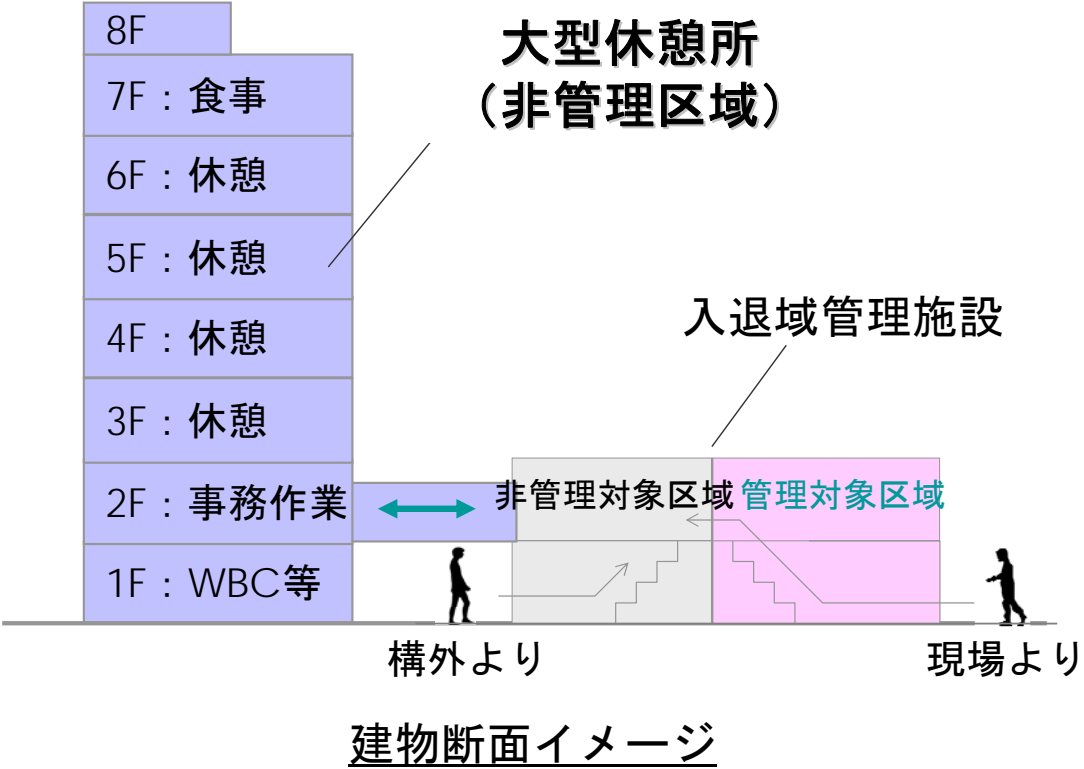 8F
大型休憩所
（非管理区域）
7F：食事
6F：休憩
5F：休憩
4F：休憩
3F：休憩
2F：事務作業
1F：WBC等
入退域管理施設
非管理対象区域
管理対象区域
構外より
現場より
建物断面イメージ